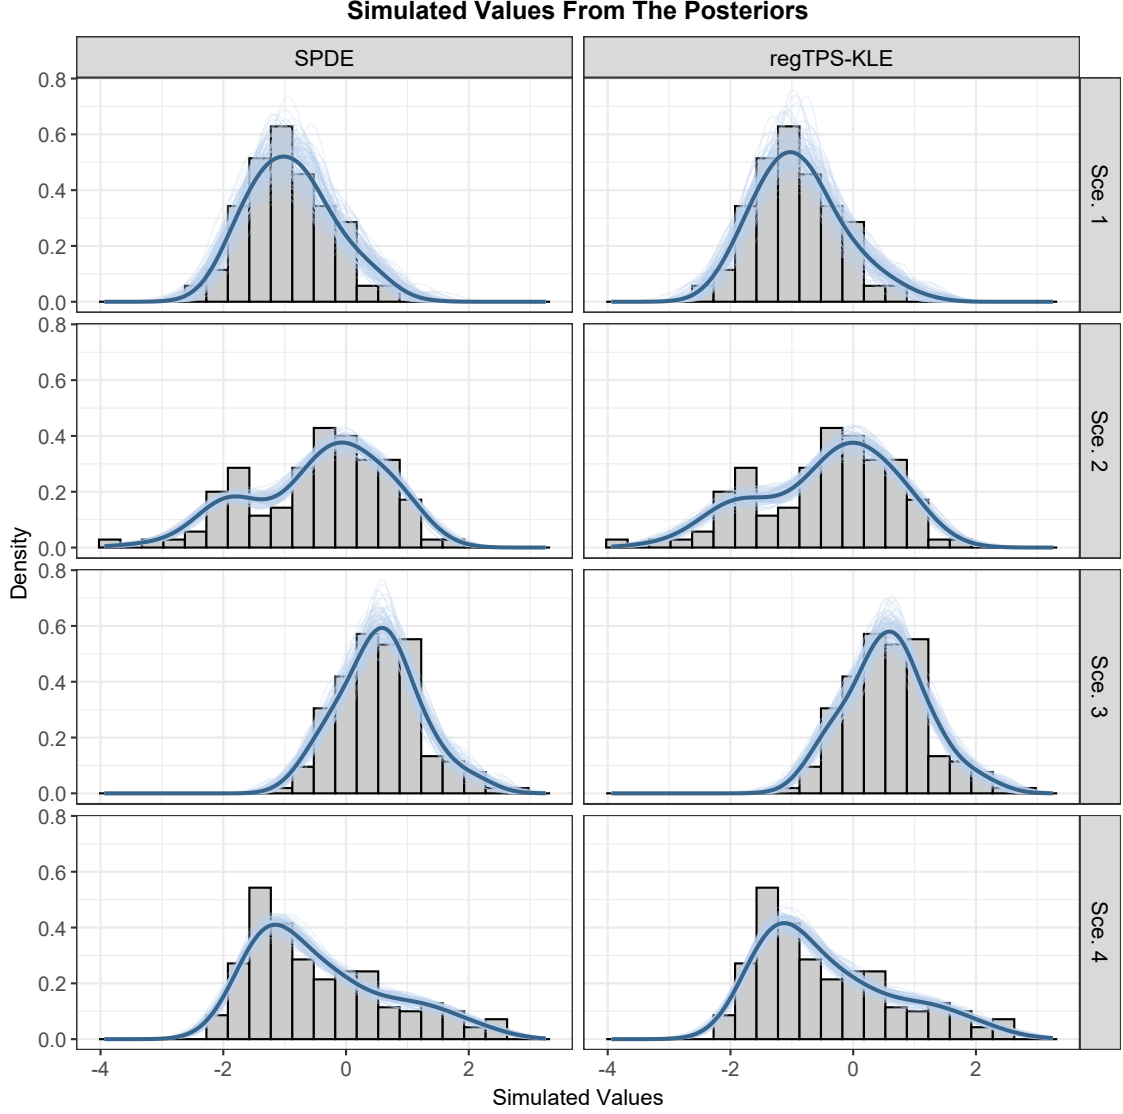 Simulated Values From The Posteriors
SPDE
regTPS-KLE
0.8
0.6
0.4
0.2
0.0
Sce. 1
0.8
0.6
0.4
0.2
0.0
Sce. 2
Density
0.8
0.6
0.4
0.2
0.0
Sce. 3
0.8
0.6
0.4
0.2
0.0
Sce. 4
-4 -2 0 2 -4 -2 0 2
Simulated Values